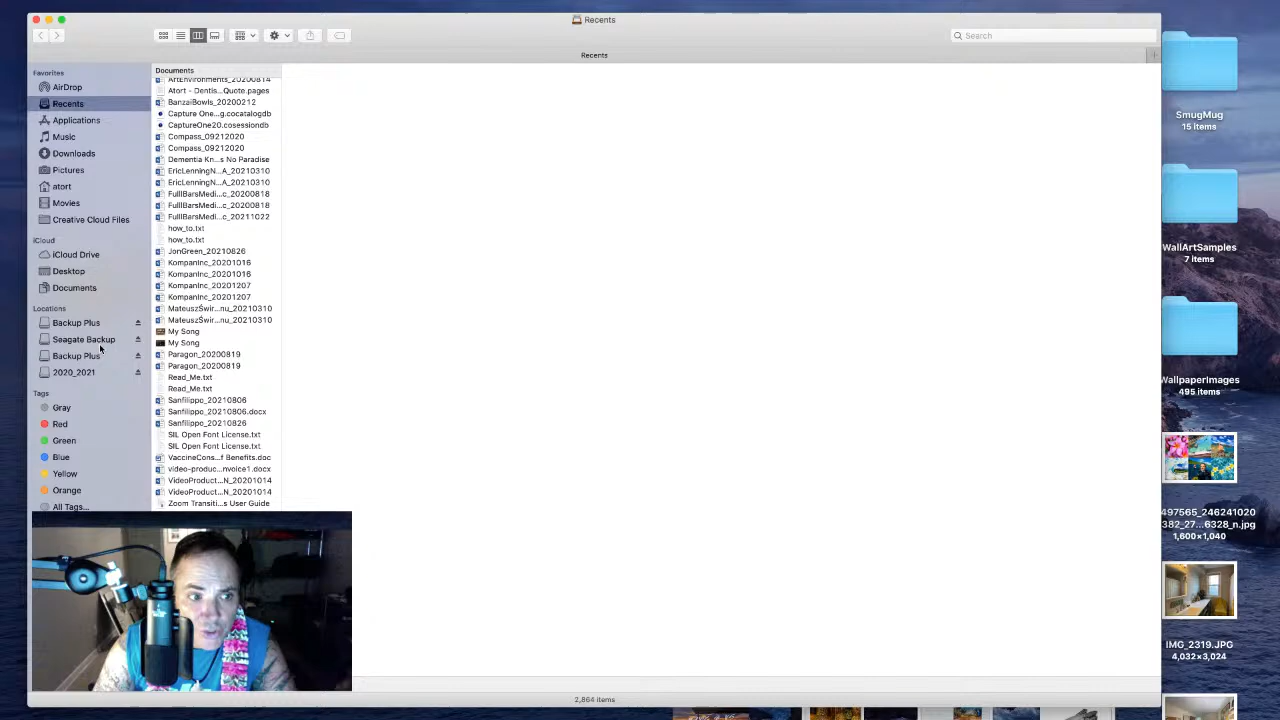 Recents
Search
Recents
Favorites
AirDrop
Recents
Applications
Music
Downloads
Pictures
atort
Movies
Creative Cloud Files
iCloud
iCloud Drive
Desktop
Documents
Locations
Backup Plus
Seagate Backup
Backup Plus
2020_2021
Tags
Gray
Red
Green
Blue
Yellow
Orange
All Tags...
Documents
ArtEnvironments_20200814
Atort - Dentis...Quote.pages
BanzaiBowls_20200212
Capture One...g.cocatalogdb
CaptureOne20.cosessiondb
Compass_09212020
Compass_09212020
Dementia Kn...s No Paradise
EricLenningN...A_20210310
EricLenningN...A_20210310
FullBarsMedi...c_20200818
FullBarsMedi...c_20200818
FullBarsMedi...c_20211022
how_to.txt
how_to.txt
JonGreen_20210826
KompanInc_20201016
KompanInc_20201016
KompanInc_20201207
KompanInc_20201207
MateuszŚwir...nu_20210310
MateuszŚwir...nu_20210310
My Song
My Song
Paragon_20200819
Paragon_20200819
Read_Me.txt
Read_Me.txt
Sanfilippo_20210806
Sanfilippo_20210806.docx
Sanfilippo_20210826
SIL Open Font License.txt
SIL Open Font License.txt
VaccineCons...f Benefits.doc
video-produc...nvoice1.docx
VideoProduct...N_20201014
VideoProduct...N_20201014
Zoom Transiti...s User Guide
2,864 items
SmugMug
15 items
WallArtSamples
7 items
WallpaperImages
495 items
497565_246241020
382_27...6328_n.jpg
1,600×1,040
IMG_2319.JPG
4,032×3,024